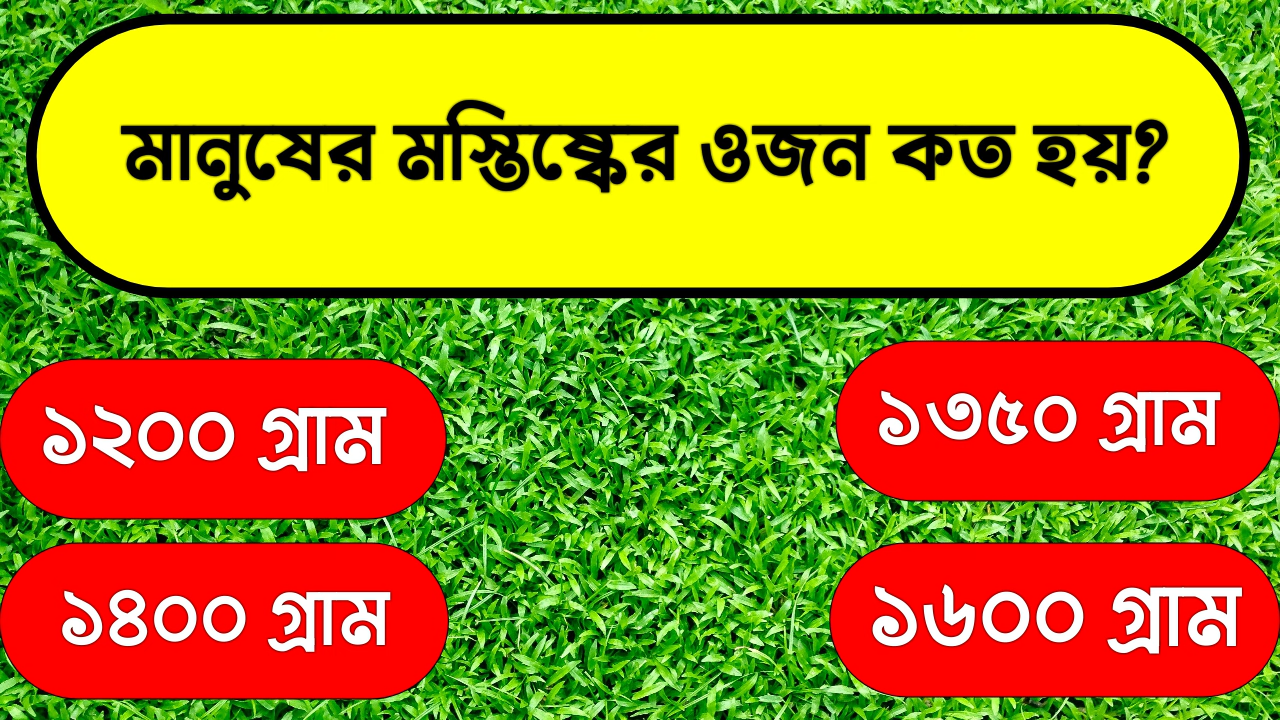 মানুষের মস্তিষ্কের ওজন কত হয়?
১২০০ গ্রাম
১৩৫০ গ্রাম
১৪০০ গ্রাম
১৬০০ গ্রাম